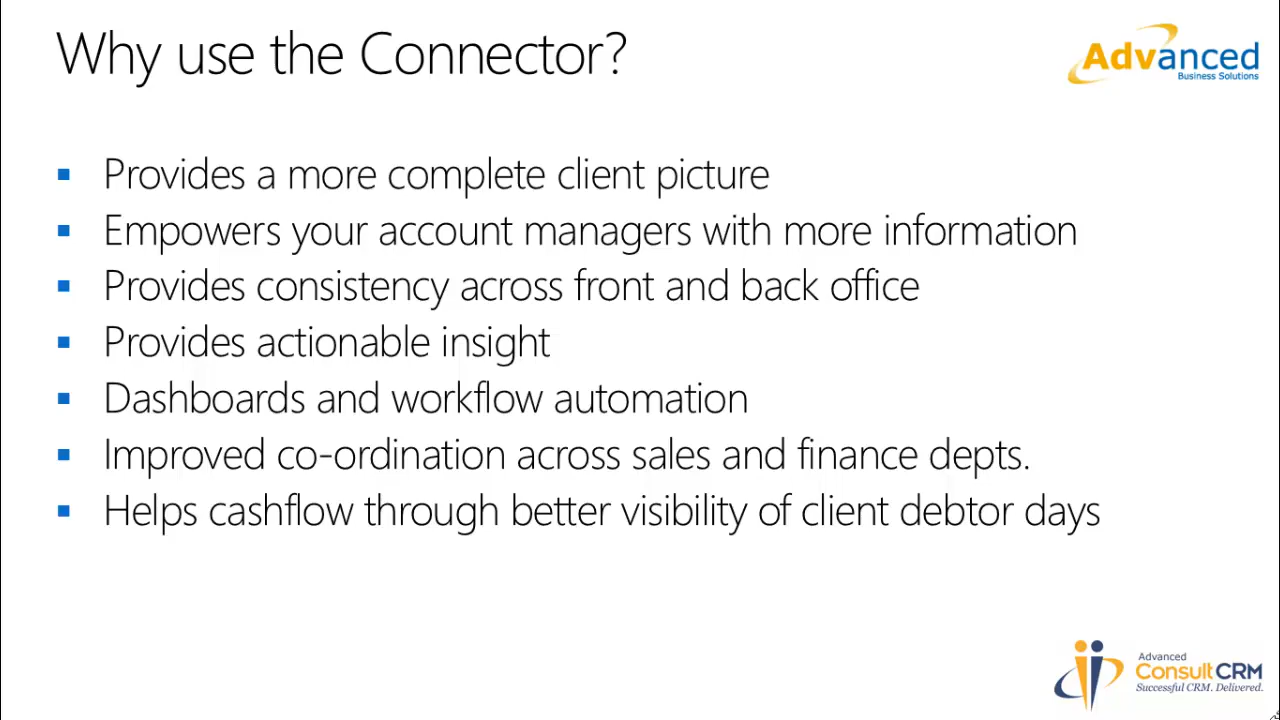 Why use the Connector?
Advanced
Business Solutions
Provides a more complete client picture
Empowers your account managers with more information
Provides consistency across front and back office
Provides actionable insight
Dashboards and workflow automation
Improved co-ordination across sales and finance depts.
Helps cashflow through better visibility of client debtor days
Advanced
ConsultCRM
Successful CRM. Delivered.